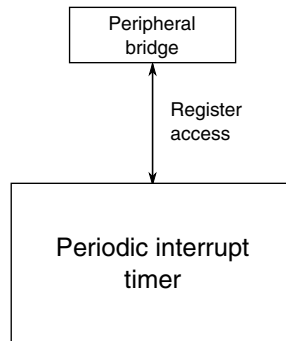 Peripheral
bridge
Register
access
Periodic interrupt
timer